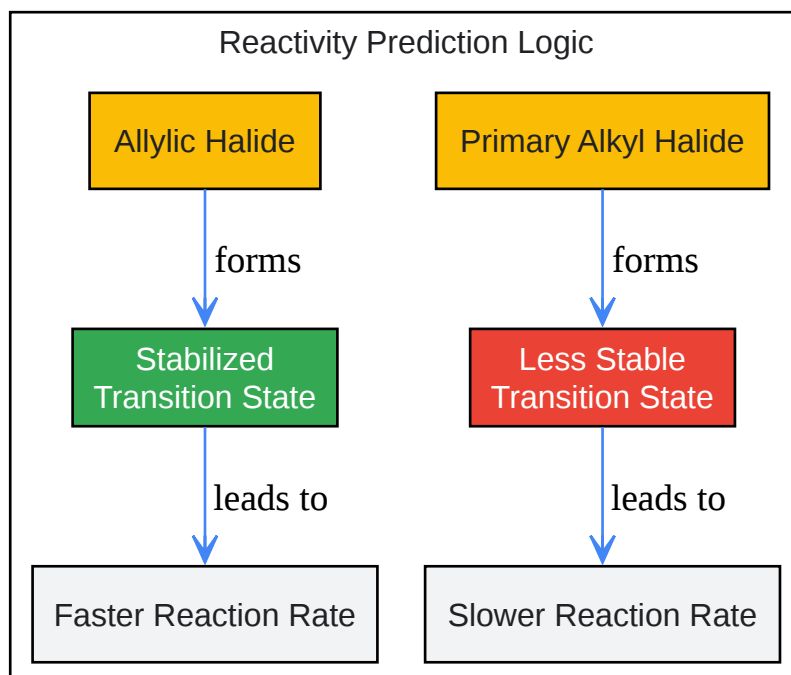 Reactivity Prediction Logic
Allylic Halide
Primary Alkyl Halide
forms
forms
Stabilized
Transition State
Less Stable
Transition State
leads to
leads to
Faster Reaction Rate
Slower Reaction Rate